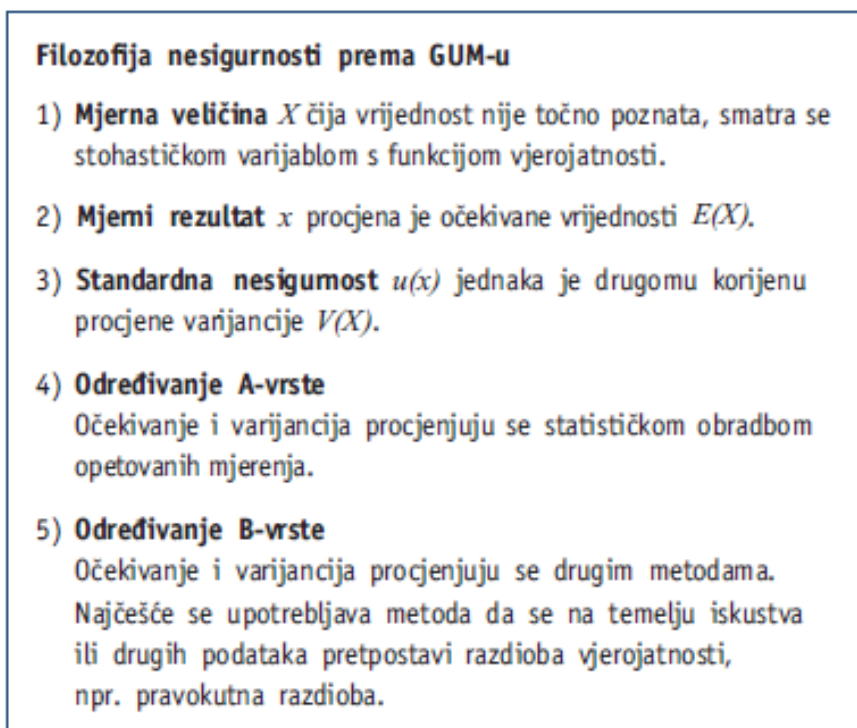 Filozofija nesigurnosti prema GUM-u
1) Mjerna veličina X čija vrijednost nije točno poznata, smatra se
stohastičkom varijablom s funkcijom vjerojatnosti.
2) Mjerni rezultat x procjena je očekivane vrijednosti E(X).
3) Standardna nesigurnost u(x) jednaka je drugomu korijenu
procjene varijancije V(X).
4) Određivanje A-vrste
Očekivanje i varijancija procjenjuju se statističkom obradbom
opetovanih mjerenja.
5) Određivanje B-vrste
Očekivanje i varijancija procjenjuju se drugim metodama.
Najčešće se upotrebljava metoda da se na temelju iskustva
ili drugih podataka pretpostavi razdioba vjerojatnosti,
npr. pravokutna razdioba.